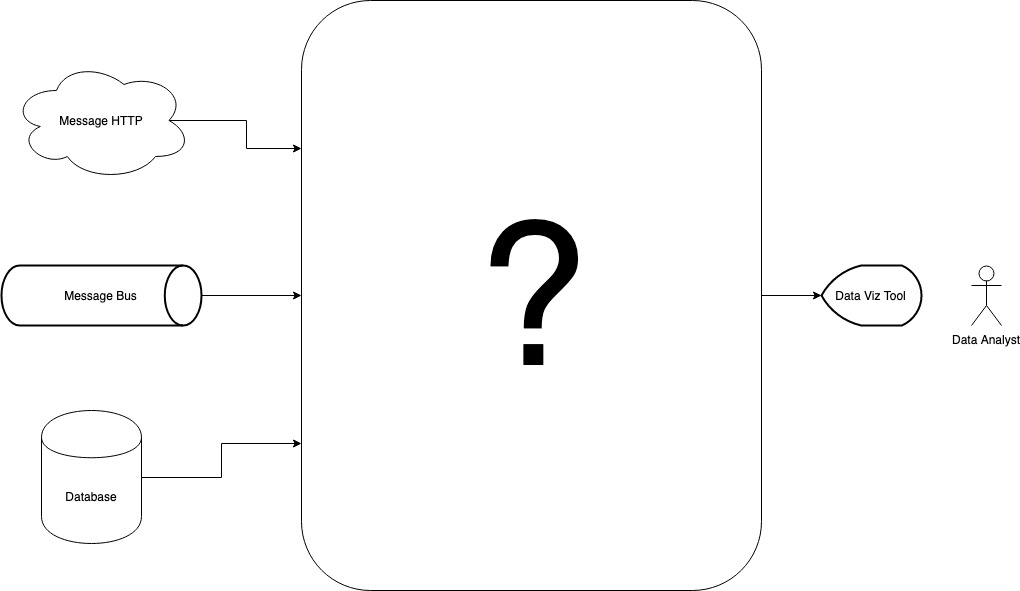 Message HTTP
Message Bus
Database
?
Data Viz Tool
Data Analyst